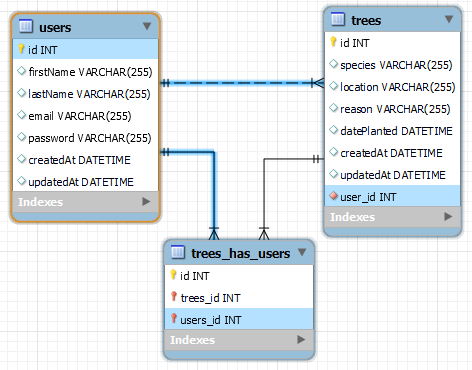 users
id INT
firstName VARCHAR(255)
lastName VARCHAR(255)
email VARCHAR(255)
password VARCHAR(255)
createdAt DATETIME
updatedAt DATETIME
Indexes
trees
id INT
species VARCHAR(255)
location VARCHAR(255)
reason VARCHAR(255)
datePlanted DATETIME
createdAt DATETIME
updatedAt DATETIME
user_id INT
Indexes
trees_has_users
id INT
trees_id INT
users_id INT
Indexes